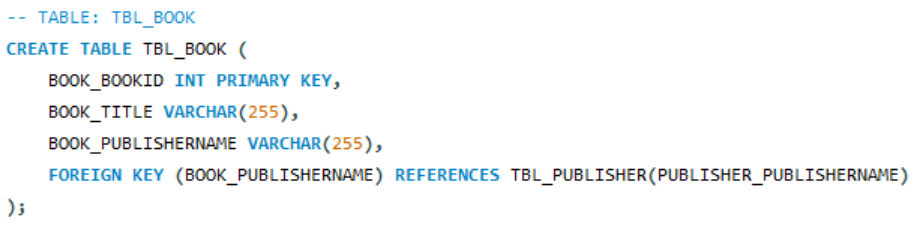 -- TABLE: TBL_BOOK
CREATE TABLE TBL_BOOK (
    BOOK_BOOKID INT PRIMARY KEY,
    BOOK_TITLE VARCHAR(255),
    BOOK_PUBLISHERNAME VARCHAR(255),
    FOREIGN KEY (BOOK_PUBLISHERNAME) REFERENCES TBL_PUBLISHER(PUBLISHER_PUBLISHERNAME)
);